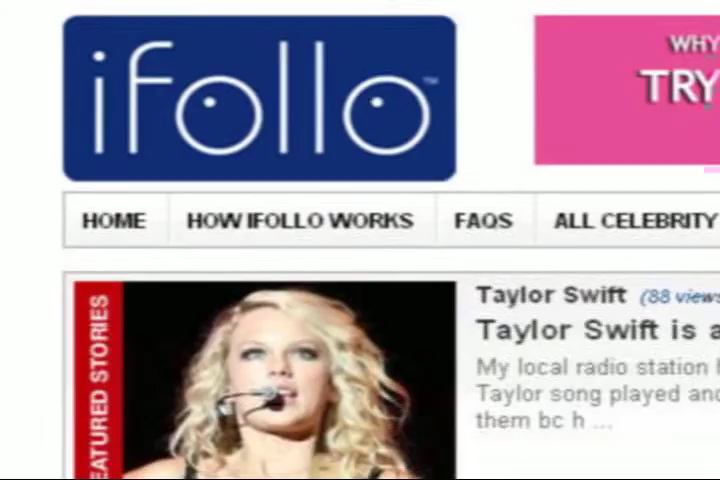 ifollo™
WHY
TRY
HOME HOW IFOLLO WORKS FAQS ALL CELEBRITY
FEATURED STORIES
Taylor Swift (88 views
Taylor Swift is a
My local radio station h
Taylor song played and
them bc h ...